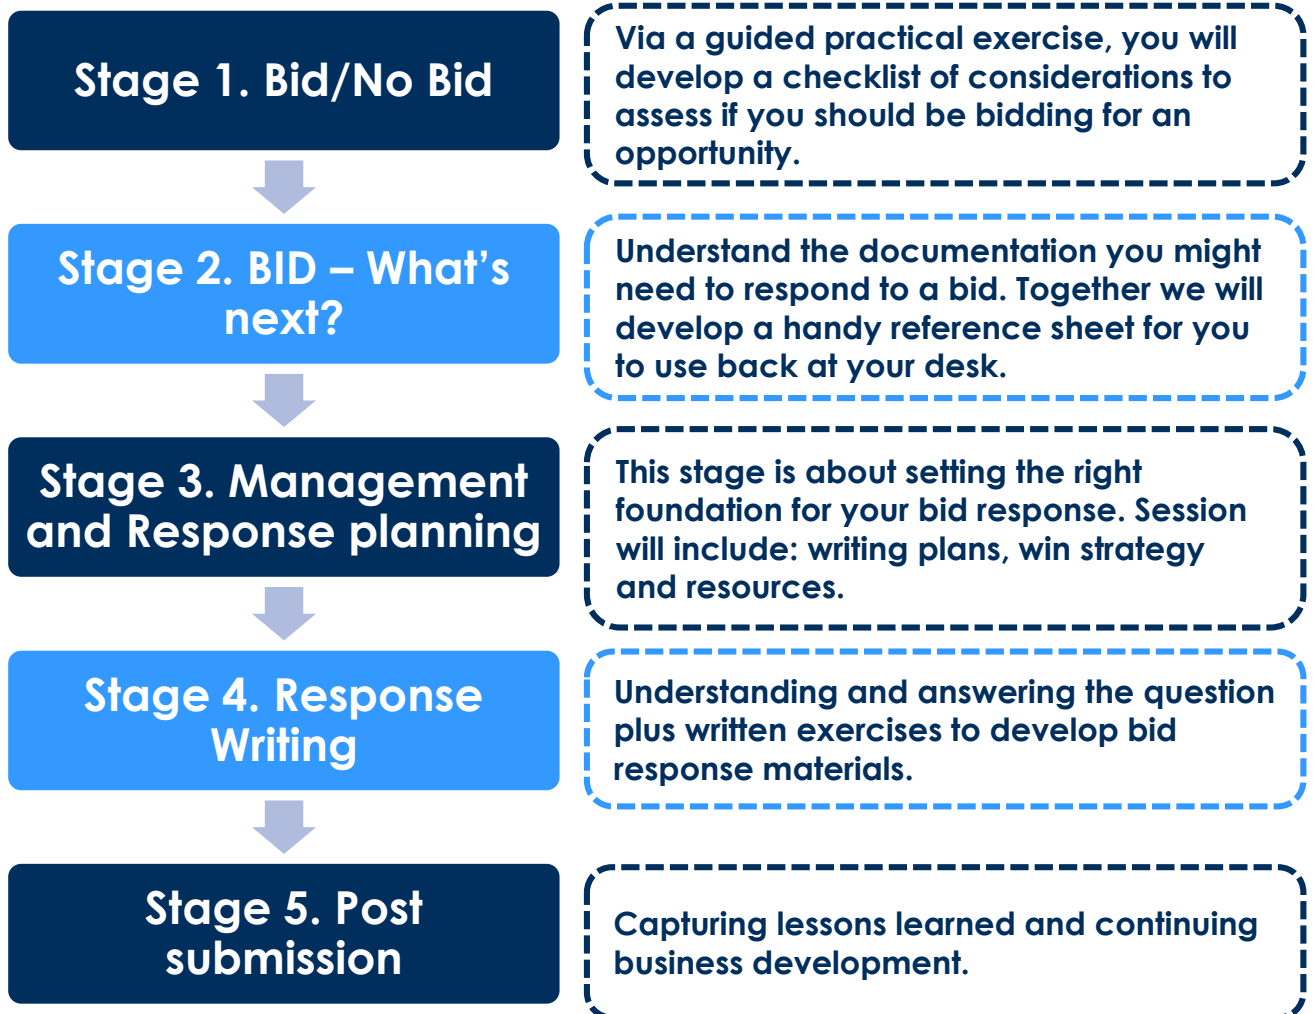 Stage 1. Bid/No Bid
Via a guided practical exercise, you will
develop a checklist of considerations to
assess if you should be bidding for an
opportunity.
Stage 2. BID – What’s
next?
Understand the documentation you might
need to respond to a bid. Together we will
develop a handy reference sheet for you
to use back at your desk.
Stage 3. Management
and Response planning
This stage is about setting the right
foundation for your bid response. Session
will include: writing plans, win strategy
and resources.
Stage 4. Response
Writing
Understanding and answering the question
plus written exercises to develop bid
response materials.
Stage 5. Post
submission
Capturing lessons learned and continuing
business development.